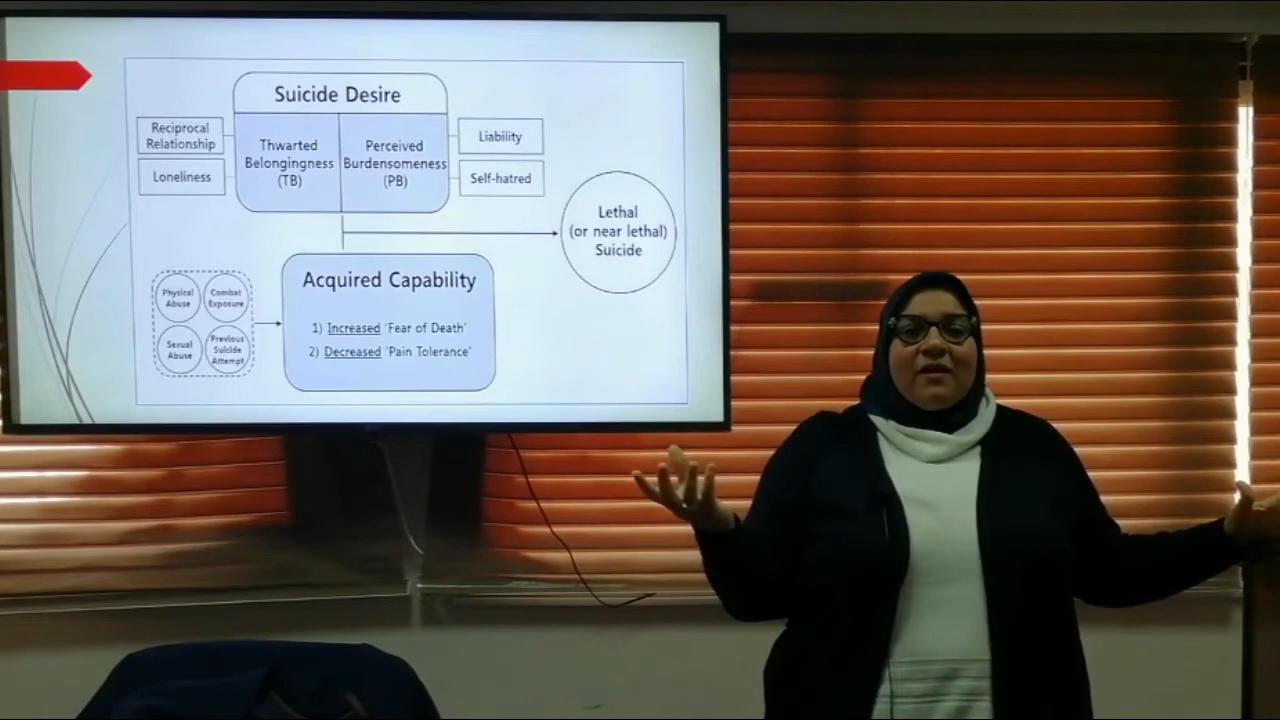 Suicide Desire
Reciprocal
Relationship
Loneliness
Thwarted
Belongingness
(TB)
Perceived
Burdensomeness
(PB)
Liability
Self-hatred
Lethal
(or near lethal)
Suicide
Physical
Abuse
Combat
Exposure
Sexual
Abuse
Previous
Suicide
Attempt
Acquired Capability
1) Increased 'Fear of Death'
2) Decreased 'Pain Tolerance'